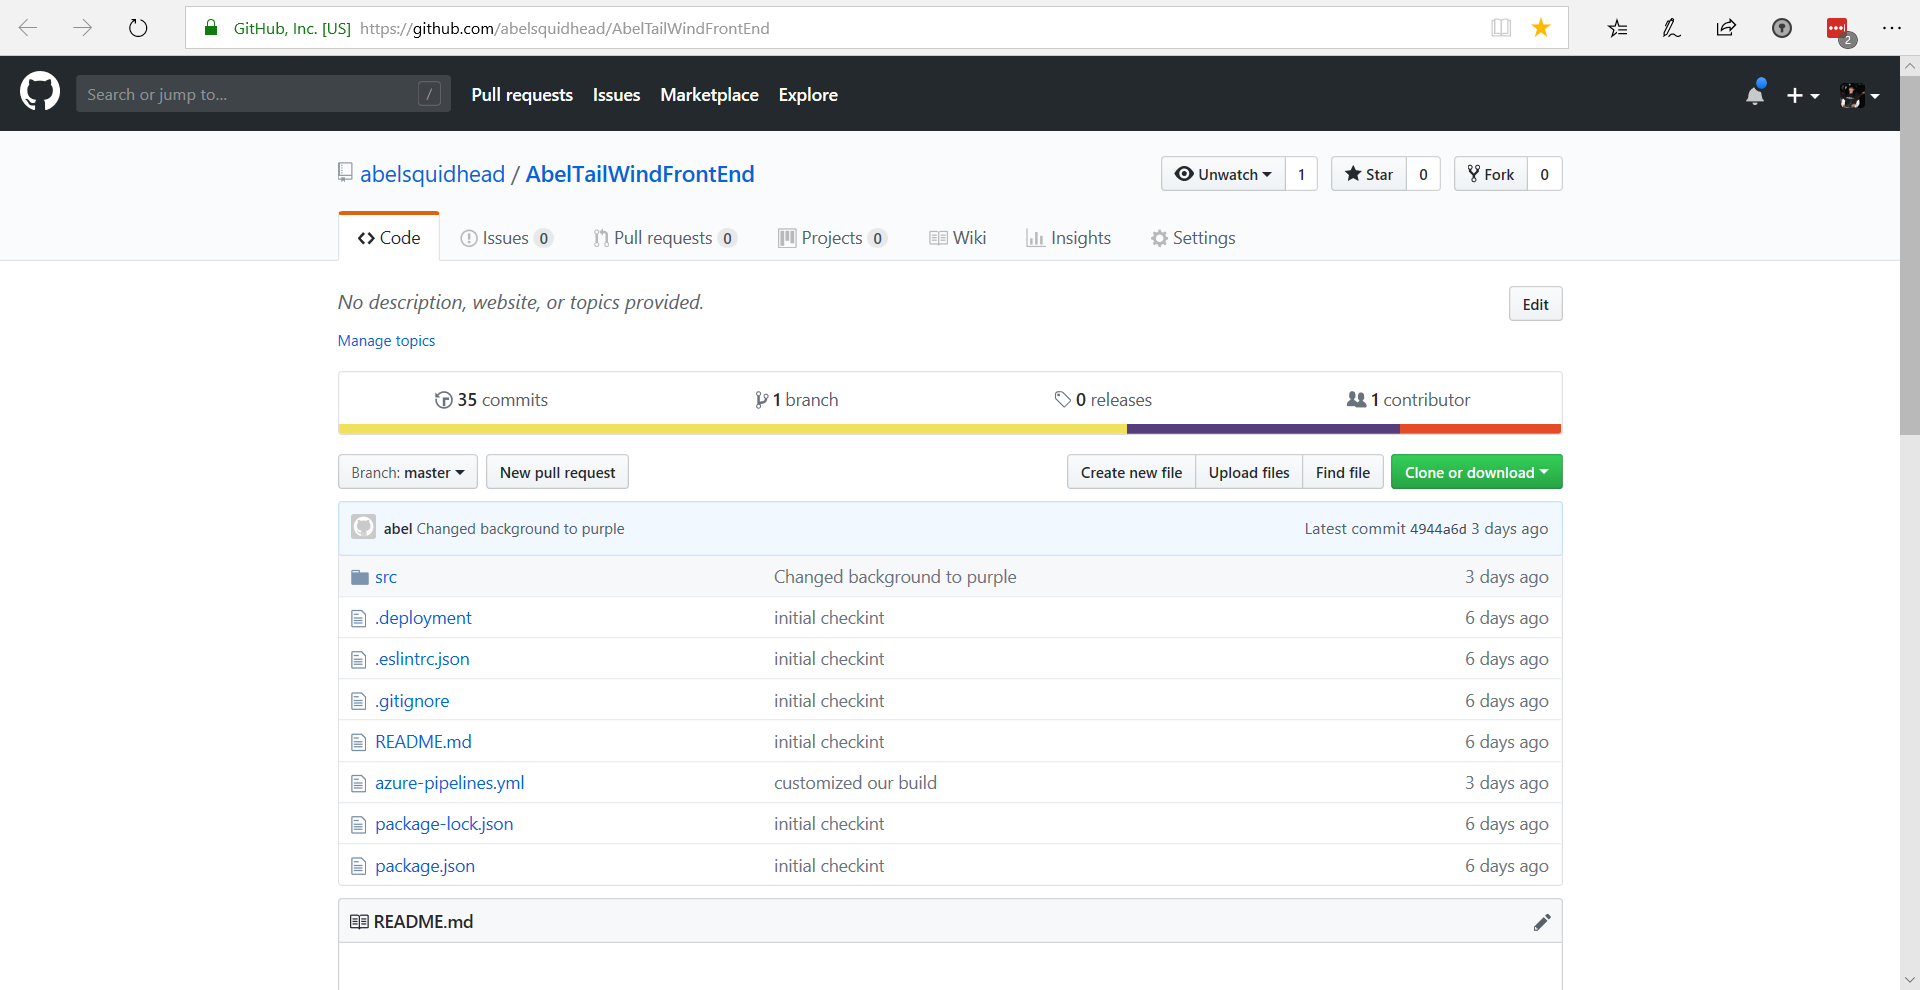 GitHub, Inc. [US] https://github.com/abelsquidhead/AbelTailWindFrontEnd
2
Search or jump to... / Pull requests Issues Marketplace Explore
abelsquidhead / AbelTailWindFrontEnd Unwatch 1 Star 0 Fork 0
Code Issues 0 Pull requests 0 Projects 0 Wiki Insights Settings
No description, website, or topics provided. Edit
Manage topics
35 commits 1 branch 0 releases 1 contributor
Branch: master New pull request Create new file Upload files Find file Clone or download
abel Changed background to purple Latest commit 4944a6d 3 days ago
src Changed background to purple 3 days ago
.deployment initial checkint 6 days ago
.eslintrc.json initial checkint 6 days ago
.gitignore initial checkint 6 days ago
README.md initial checkint 6 days ago
azure-pipelines.yml customized our build 3 days ago
package-lock.json initial checkint 6 days ago
package.json initial checkint 6 days ago
README.md